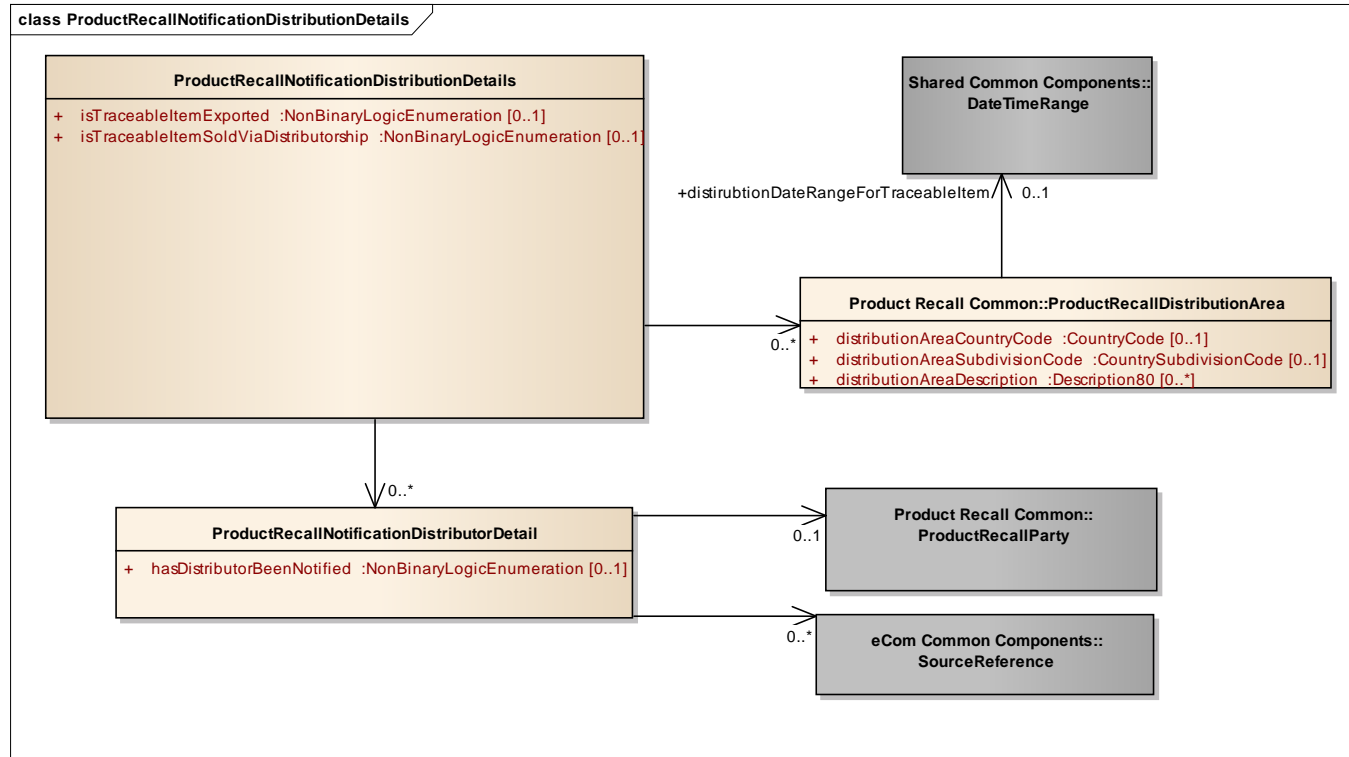 class ProductRecallNotificationDistributionDetails
ProductRecallNotificationDistributionDetails
+ isTraceableItemExported :NonBinaryLogicEnumeration [0..1]
+ isTraceableItemSoldViaDistributorship :NonBinaryLogicEnumeration [0..1]
Shared Common Components::
DateTimeRange
+distirubtionDateRangeForTraceableItem
0..1
Product Recall Common::ProductRecallDistributionArea
+ distributionAreaCountryCode :CountryCode [0..1]
+ distributionAreaSubdivisionCode :CountrySubdivisionCode [0..1]
+ distributionAreaDescription :Description80 [0..*]
0..*
0..*
ProductRecallNotificationDistributorDetail
+ hasDistributorBeenNotified :NonBinaryLogicEnumeration [0..1]
Product Recall Common::
ProductRecallParty
0..1
eCom Common Components::
SourceReference
0..*